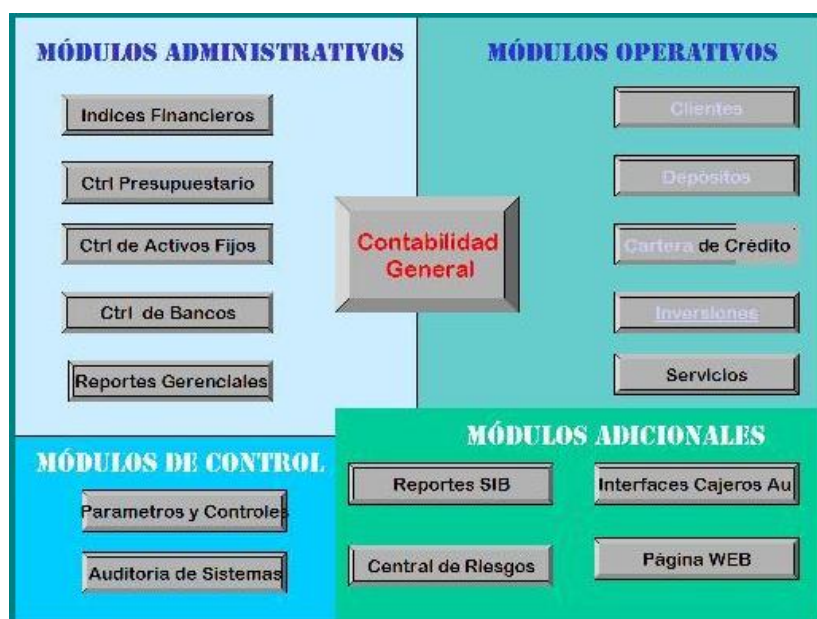 MÓDULOS ADMINISTRATIVOS
Indices Financieros
Ctrl Presupuestario
Ctrl de Activos Fijos
Ctrl de Bancos
Reportes Gerenciales
MÓDULOS OPERATIVOS
Clientes
Depósitos
Cartera de Crédito
Inversiones
Servicios
Contabilidad
General
MÓDULOS DE CONTROL
Parametros y Controles
Auditoria de Sistemas
MÓDULOS ADICIONALES
Reportes SIB
Interfaces Cajeros Au
Central de Riesgos
Página WEB